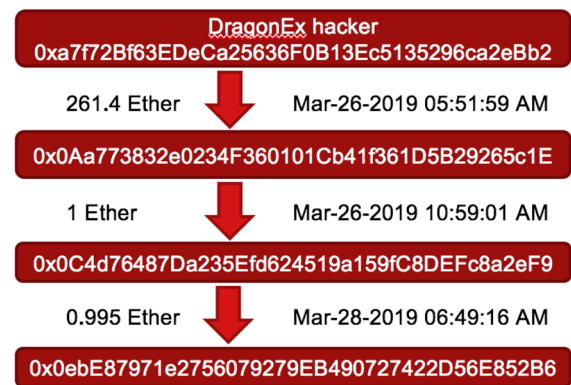 DragonEx hacker
0xa7f72Bf63EDeCa25636F0B13Ec5135296ca2eBb2
261.4 Ether Mar-26-2019 05:51:59 AM
0x0Aa773832e0234F360101Cb41f361D5B29265c1E
1 Ether Mar-26-2019 10:59:01 AM
0x0C4d76487Da235Efd624519a159fC8DEFc8a2eF9
0.995 Ether Mar-28-2019 06:49:16 AM
0x0ebE87971e2756079279EB490727422D56E852B6